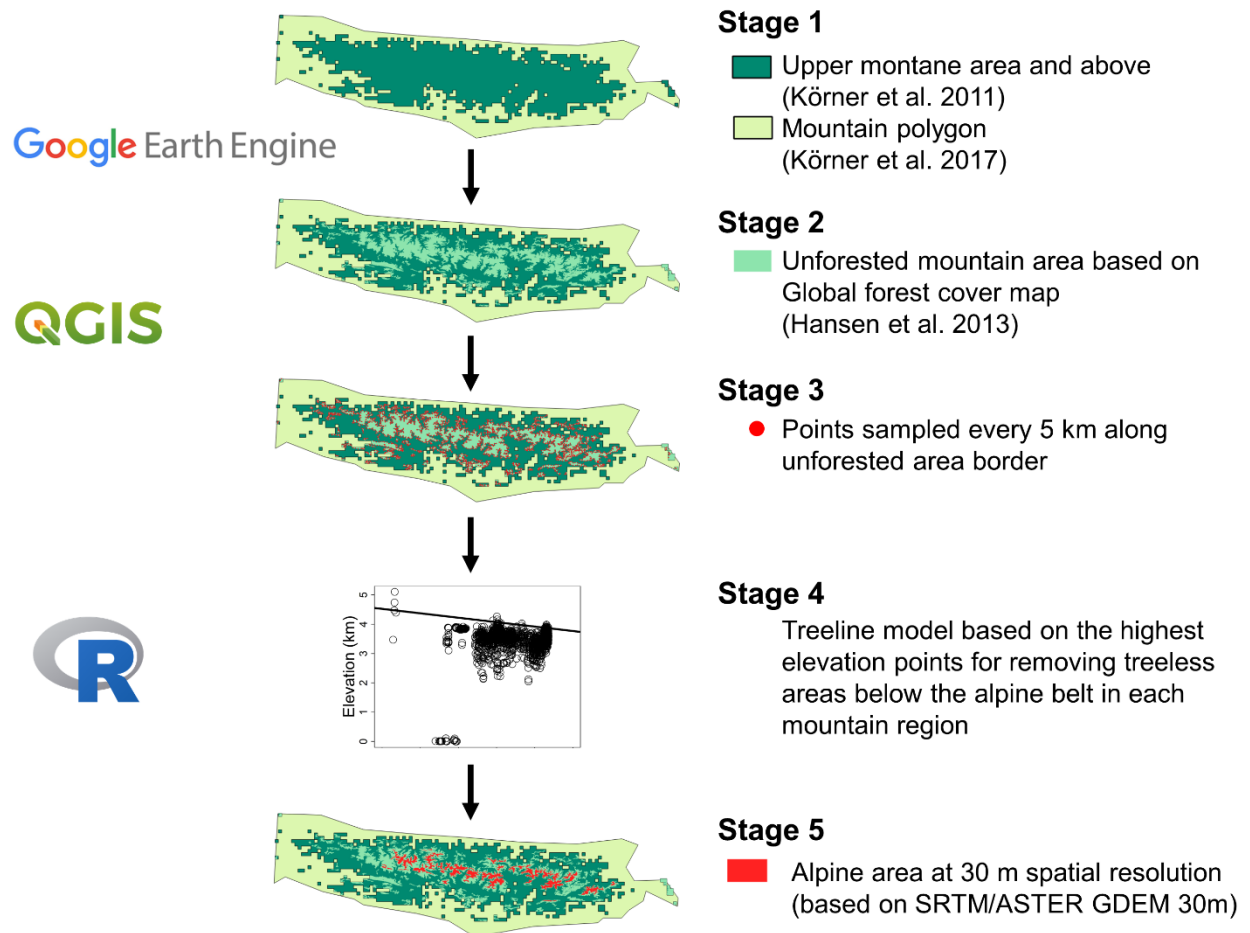 Stage 1
Upper montane area and above
(Körner et al. 2011)
Mountain polygon
(Körner et al. 2017)
Google Earth Engine
Stage 2
Unforested mountain area based on
Global forest cover map
(Hansen et al. 2013)
QGIS
Stage 3
Points sampled every 5 km along
unforested area border
Stage 4
Treeline model based on the highest
elevation points for removing treeless
areas below the alpine belt in each
mountain region
R
Elevation (km)
5
4
3
2
1
0
Stage 5
Alpine area at 30 m spatial resolution
(based on SRTM/ASTER GDEM 30m)